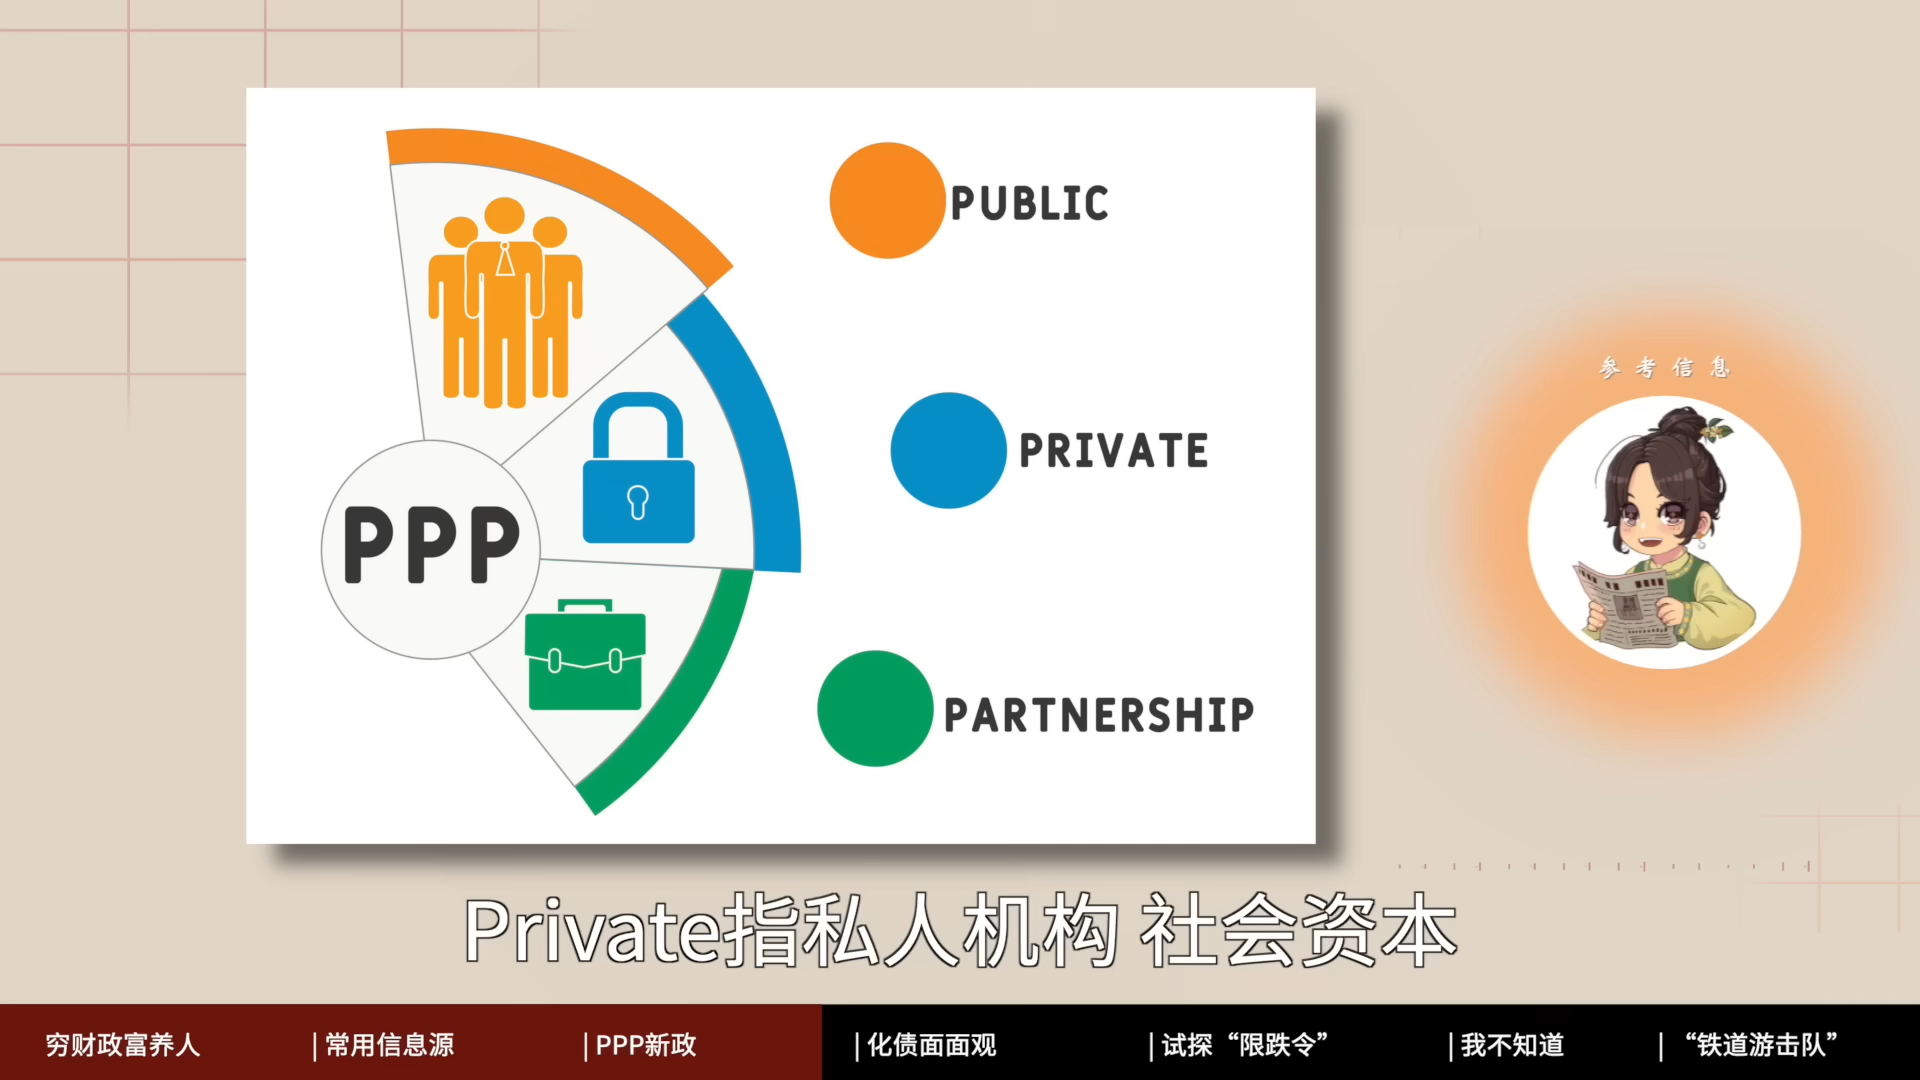 PUBLIC
参考信息
PRIVATE
PPP
PARTNERSHIP
Private指私人机构 社会资本
穷财政富养人
|常用信息源
|PPP新政
|化债面面观
|试探“限跌令”
|我不知道
|“铁道游击队”